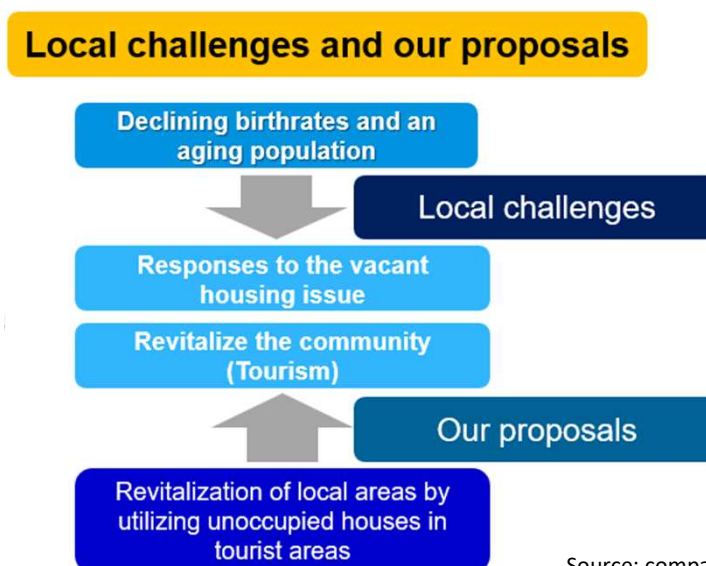 Local challenges and our proposals
Declining birthrates and an
aging population
Local challenges
Responses to the vacant
housing issue
Revitalize the community
(Tourism)
Our proposals
Revitalization of local areas by
utilizing unoccupied houses in
tourist areas
Source: